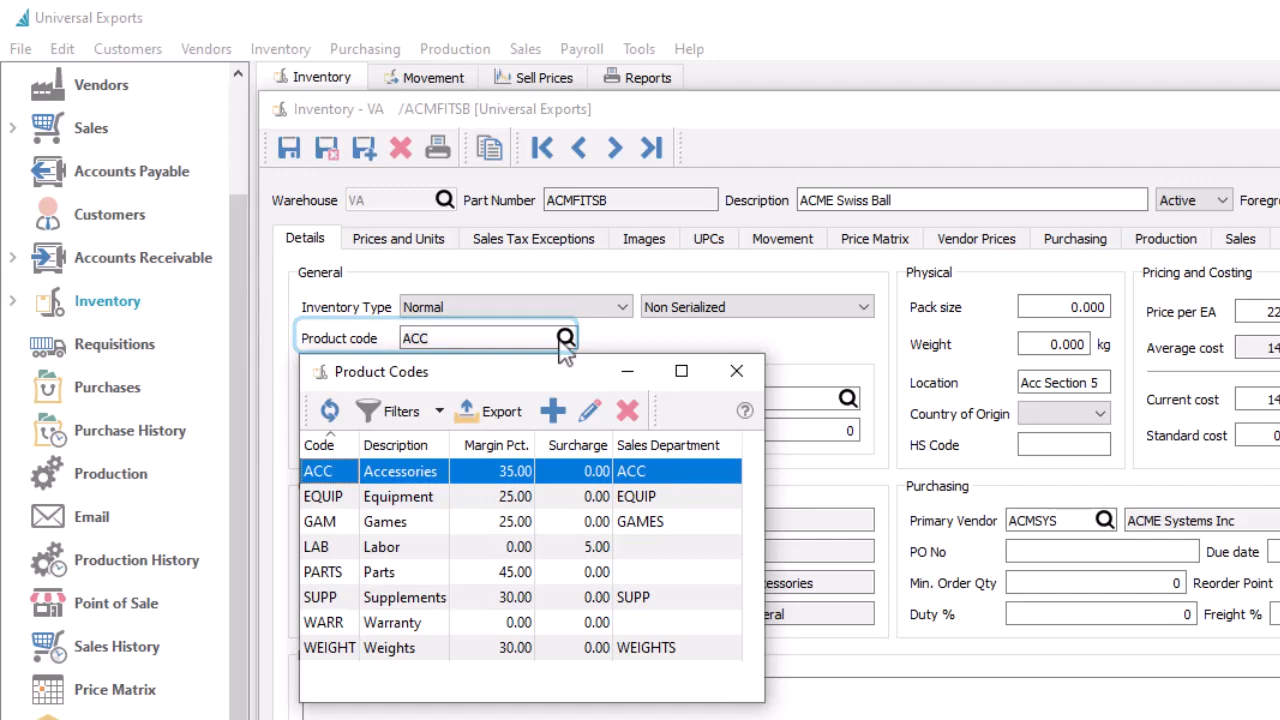 Universal Exports
File Edit Customers Vendors Inventory Purchasing Production Sales Payroll Tools Help
Vendors
Sales
Accounts Payable
Customers
Accounts Receivable
Inventory
Requisitions
Purchases
Purchase History
Production
Email
Production History
Point of Sale
Sales History
Price Matrix
Inventory Movement Sell Prices Reports
Inventory - VA /ACMFITSB [Universal Exports]
Warehouse VA Part Number ACMFITSB Description ACME Swiss Ball Active
Details Prices and Units Sales Tax Exceptions Images UPCs Movement Price Matrix Vendor Prices Purchasing Production Sales
General
Inventory Type Normal Non Serialized
Product code ACC
0
Physical
Pack size 0.000
Weight 0.000 kg
Location Acc Section 5
Country of Origin
HS Code
Pricing and Costing
Price per EA 22
Average cost 14
Current cost 14
Standard cost 0
Purchasing
Primary Vendor ACMSYS ACME Systems Inc
PO No Due date
Min. Order Qty 0 Reorder Point
Duty % 0 Freight %
Product Codes
Filters Export
Code Description Margin Pct. Surcharge Sales Department
ACC Accessories 35.00 0.00 ACC
EQUIP Equipment 25.00 0.00 EQUIP
GAM Games 25.00 0.00 GAMES
LAB Labor 0.00 5.00
PARTS Parts 45.00 0.00
SUPP Supplements 30.00 0.00 SUPP
WARR Warranty 0.00 0.00
WEIGHT Weights 30.00 0.00 WEIGHTS